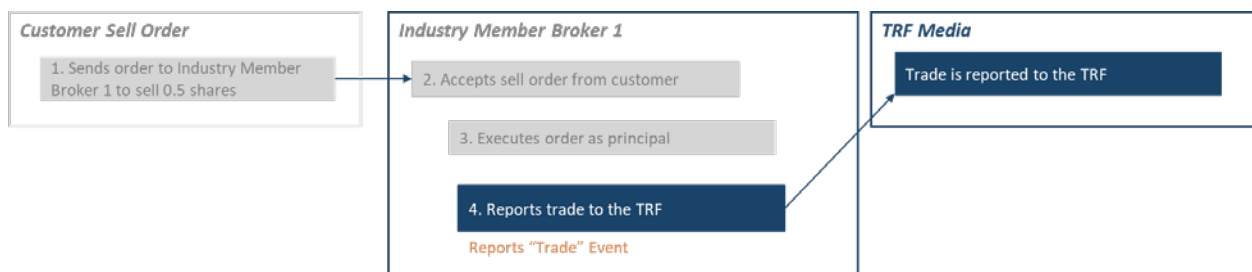 Customer Sell Order
1. Sends order to Industry Member
Broker 1 to sell 0.5 shares
Industry Member Broker 1
2. Accepts sell order from customer
3. Executes order as principal
4. Reports trade to the TRF
Reports “Trade” Event
TRF Media
Trade is reported to the TRF